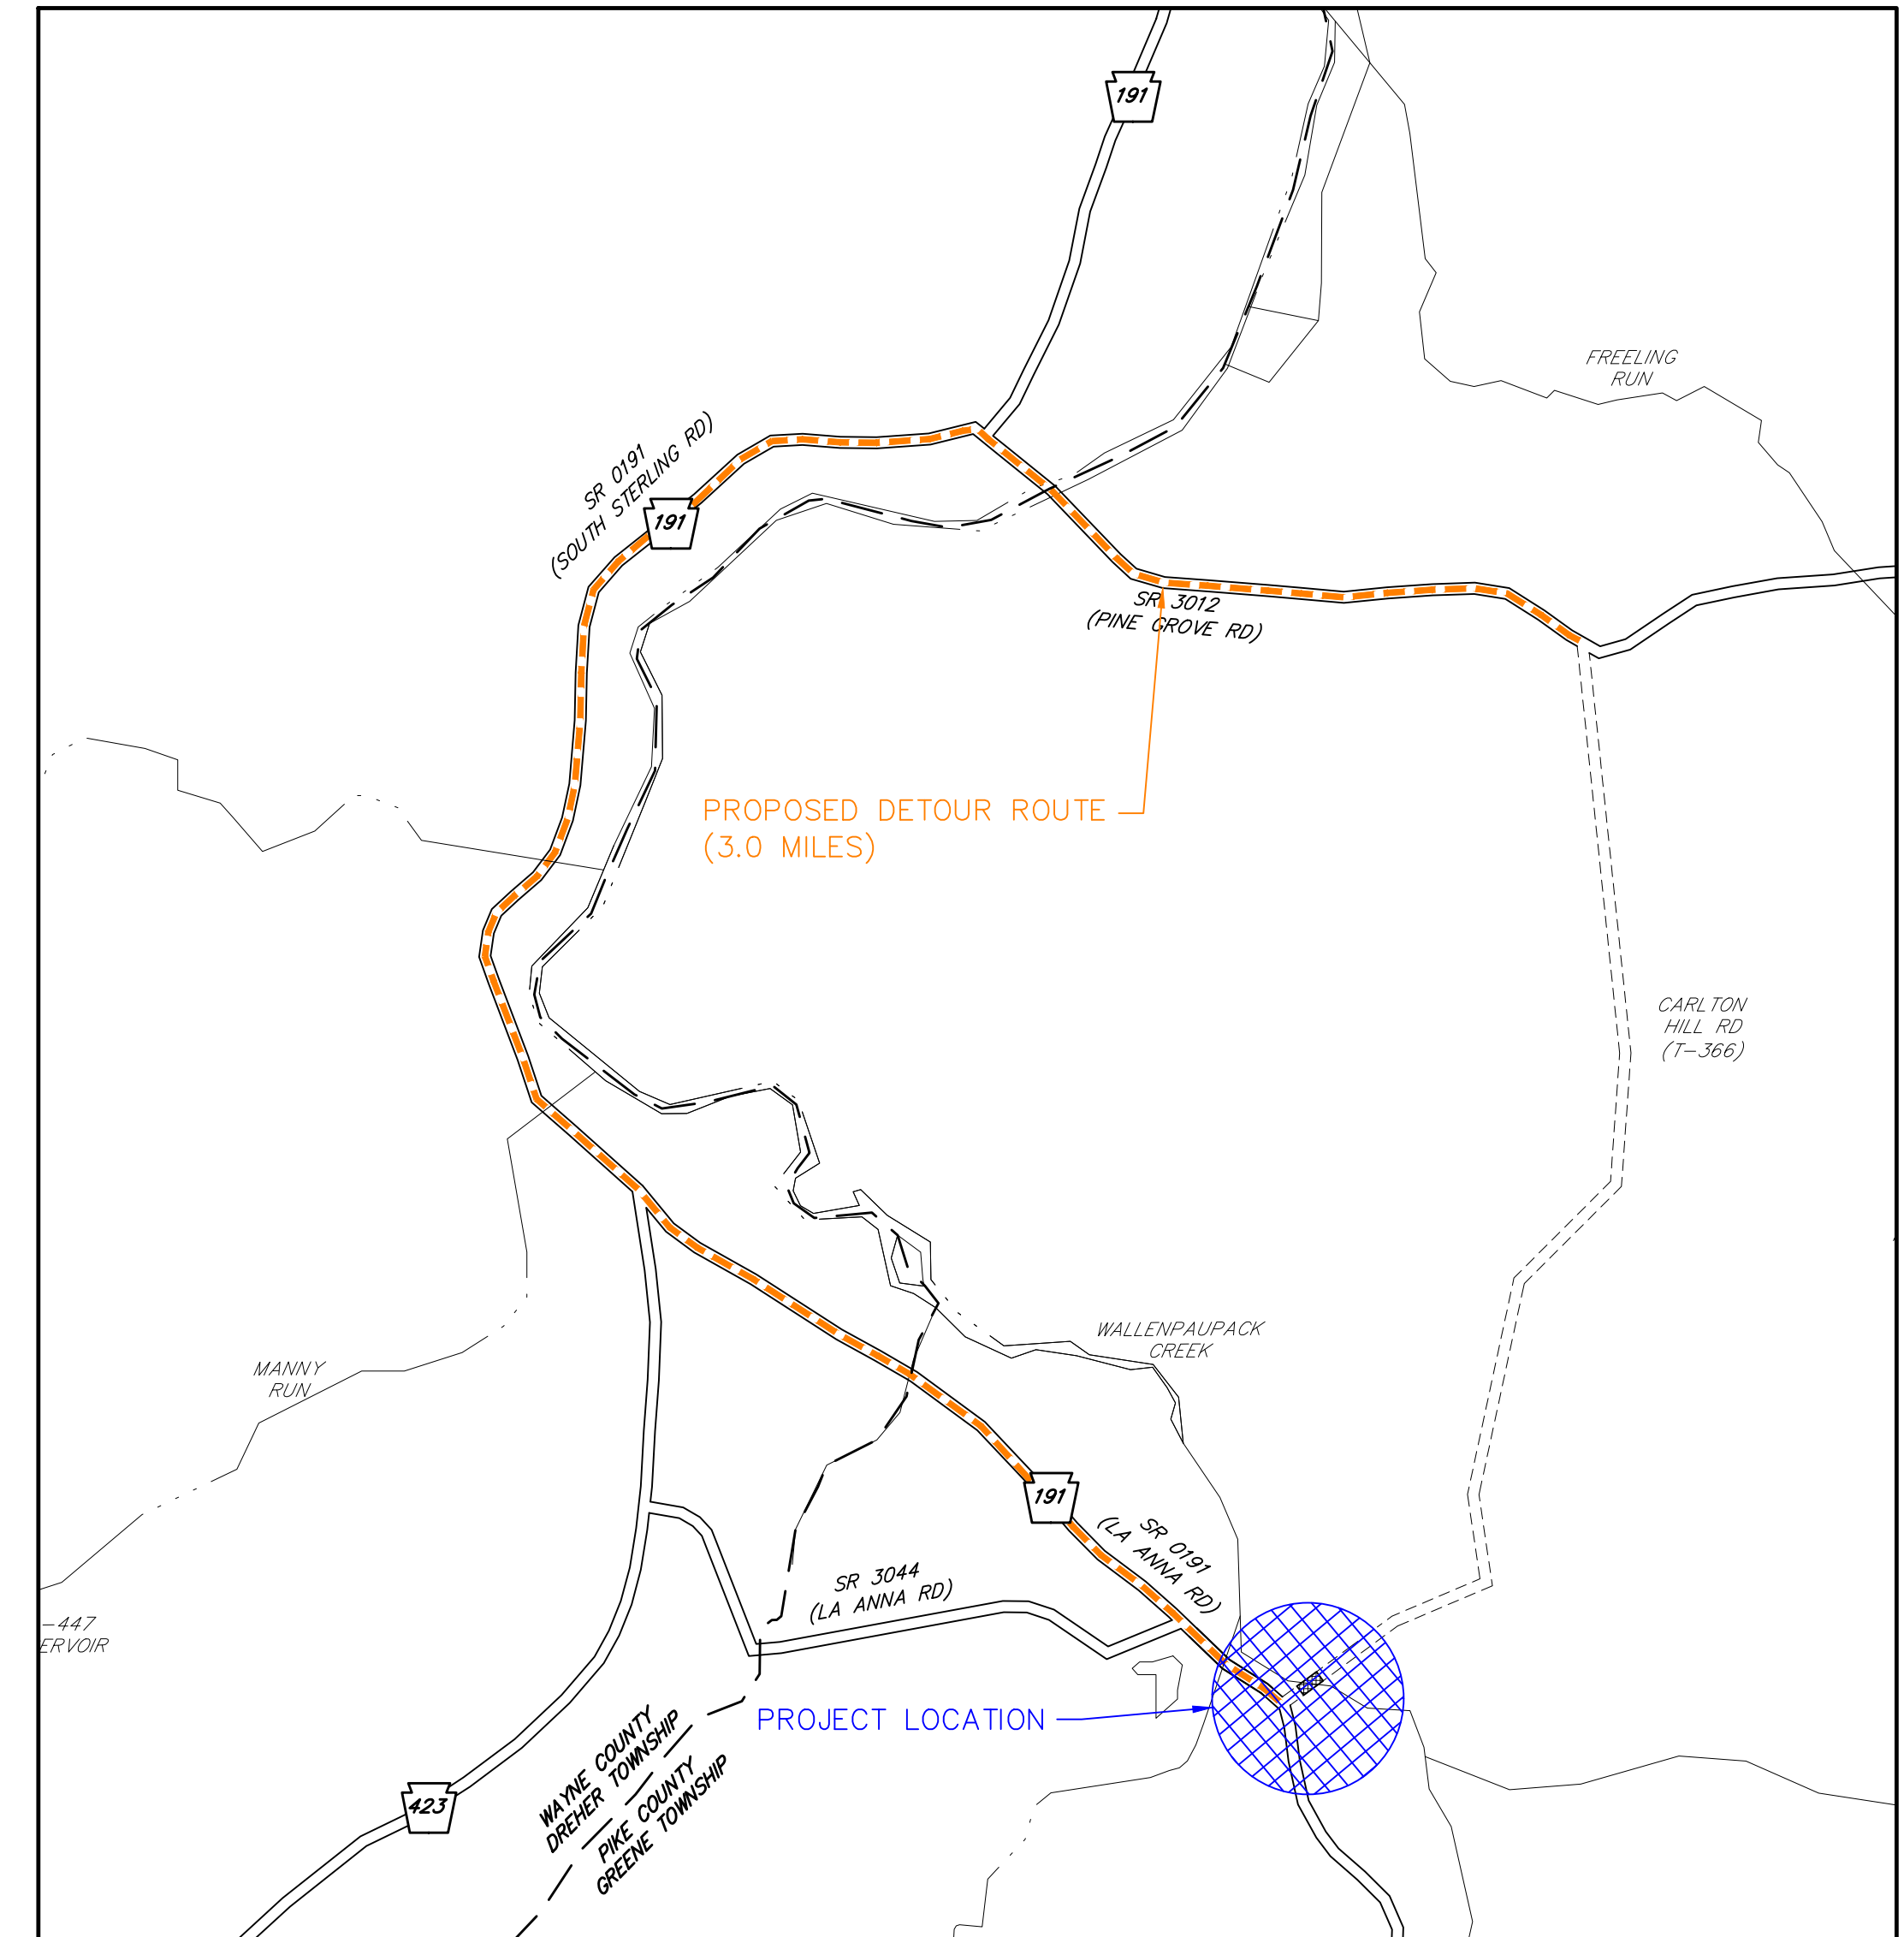 191
FREELING
RUN
SR 0191
(SOUTH STERLING RD)
191
SR 3012
(PINE GROVE RD)
PROPOSED DETOUR ROUTE
(3.0 MILES)
CARLTON
HILL RD
(T-366)
WALLENPAUPACK
CREEK
MANNY
RUN
191
SR 0191
(LA ANNA RD)
SR 3044
(LA ANNA RD)
-447
ERVOIR
PROJECT LOCATION
WAYNE COUNTY
DREHER TOWNSHIP
PIKE COUNTY
GREENE TOWNSHIP
423